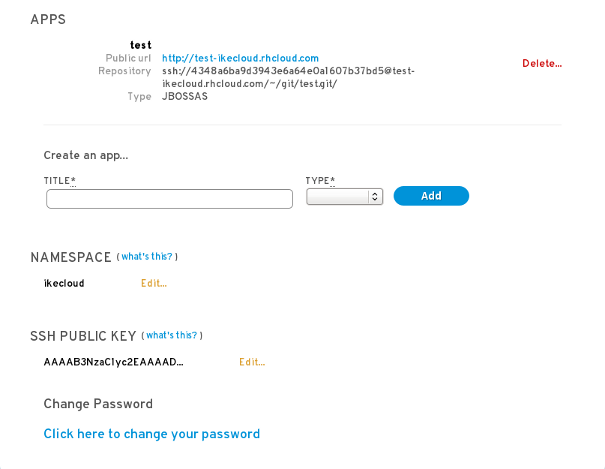 APPS
test
Public url http://test-ikecloud.rhcloud.com
Delete...
Repository ssh://4348a6ba9d3943e6a64e0a1607b37bd5@test-
ikecloud.rhcloud.com/~/git/test.git/
Type JBOSSAS
Create an app...
TITLE* TYPE*
Add
NAMESPACE ( what's this? )
ikecloud Edit...
SSH PUBLIC KEY ( what's this? )
AAAAB3NzaC1yc2EAAAAD... Edit...
Change Password
Click here to change your password